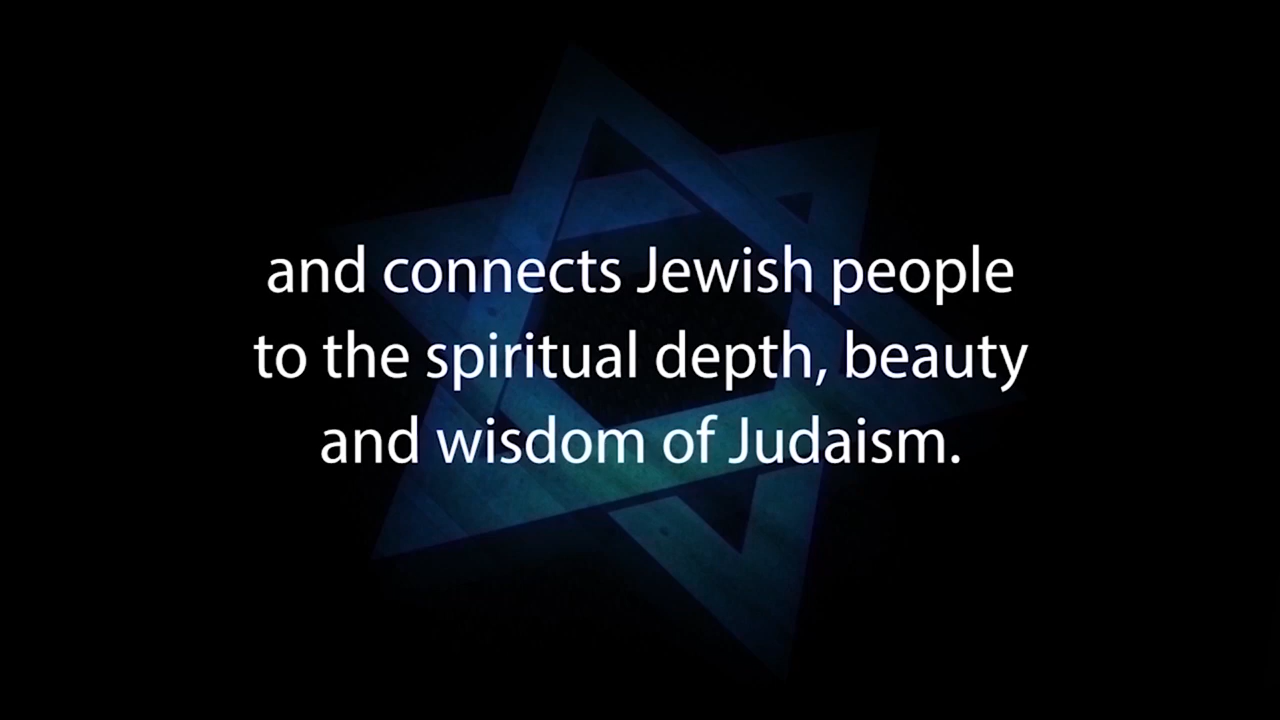 and connects Jewish people
to the spiritual depth, beauty
and wisdom of Judaism.